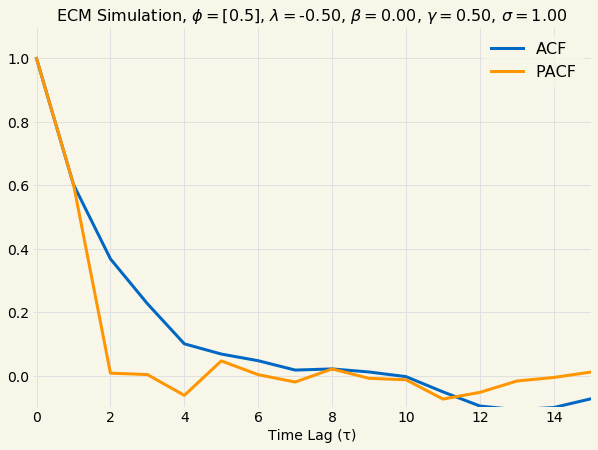 ECM Simulation, ϕ = [0.5], λ = -0.50, β = 0.00, γ = 0.50, σ = 1.00
ACF
PACF
1.0
0.8
0.6
0.4
0.2
0.0
0 2 4 6 8 10 12 14
Time Lag (τ)